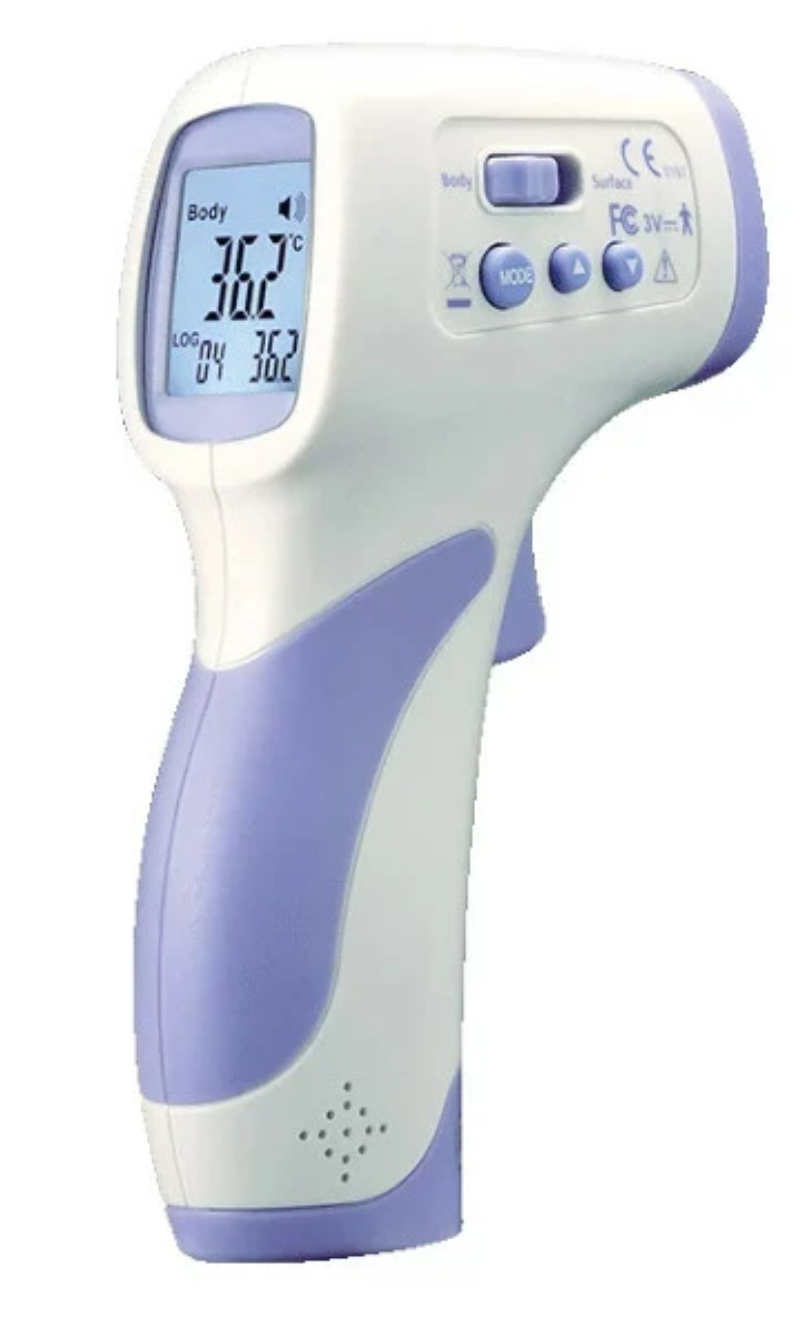 Body
°C
36.2
LOG
04 36.2
Body
Surface
CE
FC 3V
MODE